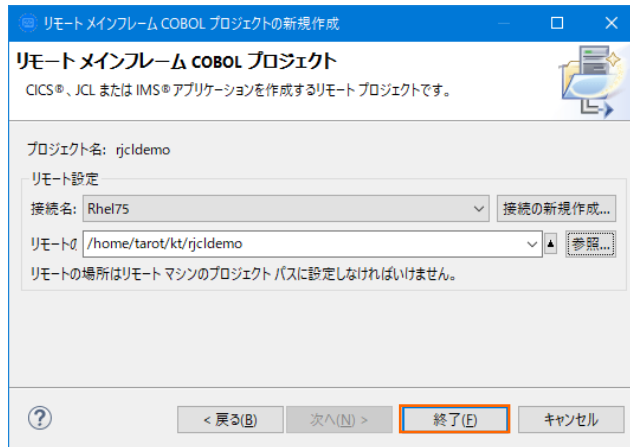 リモート メインフレーム COBOL プロジェクトの新規作成
リモート メインフレーム COBOL プロジェクト
CICS®、JCL または IMS® アプリケーションを作成するリモート プロジェクトです。
プロジェクト名: rjcldemo
リモート設定
接続名: Rhel75 接続の新規作成...
リモートの /home/tarot/kt/rjcldemo 参照...
リモートの場所はリモート マシンのプロジェクト パスに設定しなければいけません。
< 戻る(B) 次へ(N) > 終了(F) キャンセル